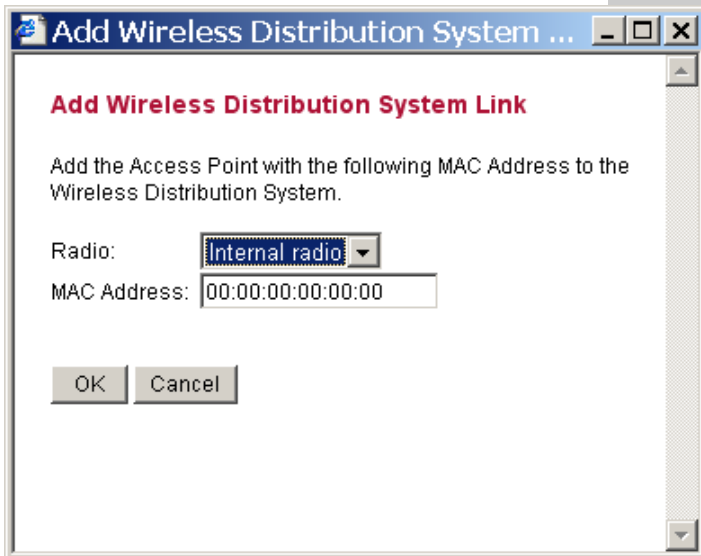 Add Wireless Distribution System ...
Add Wireless Distribution System Link
Add the Access Point with the following MAC Address to the
Wireless Distribution System.
Radio: Internal radio
MAC Address: 00:00:00:00:00:00
OK Cancel